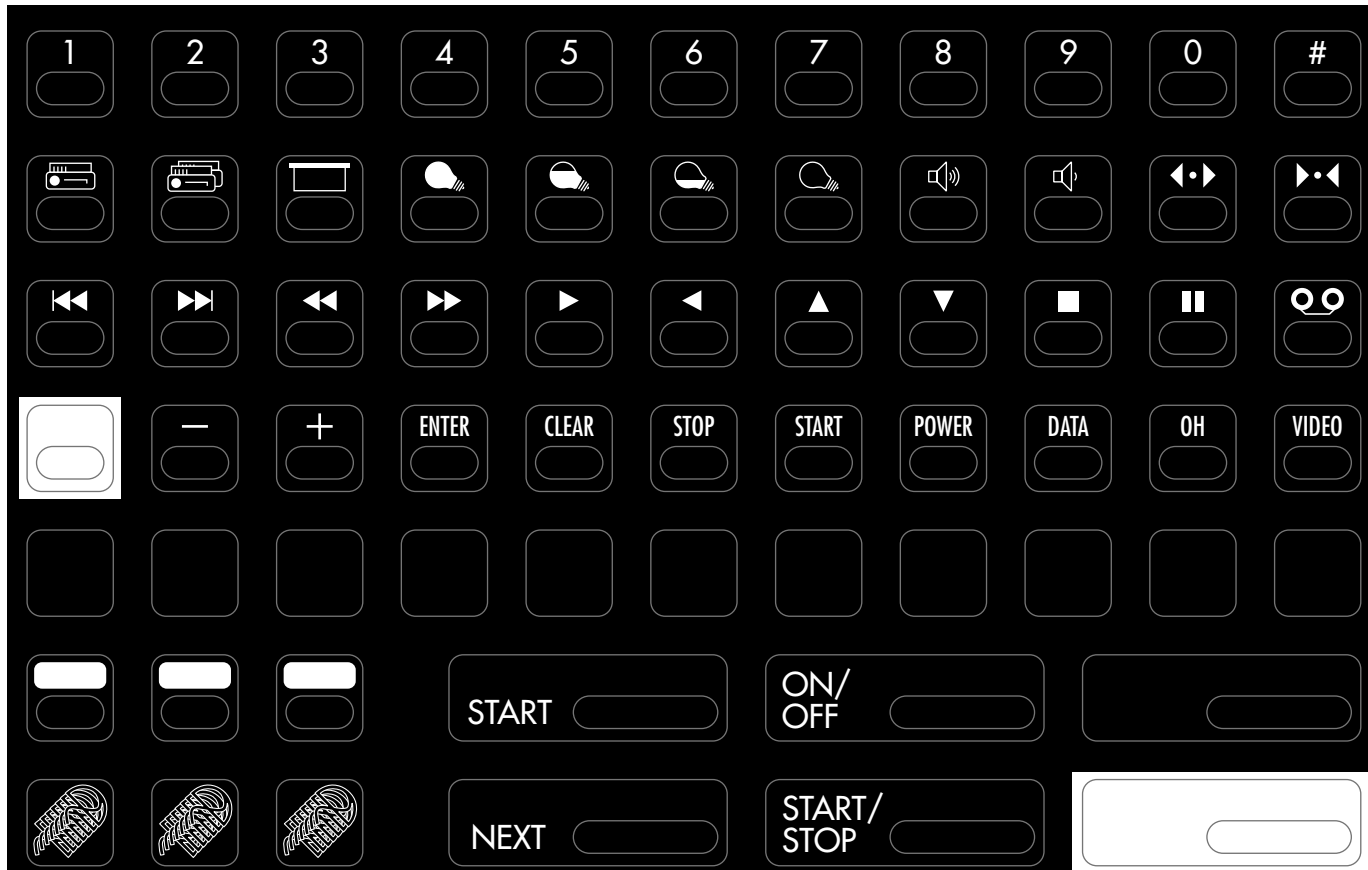 1 2 3 4 5 6 7 8 9 0 #
− + ENTER CLEAR STOP START POWER DATA OH VIDEO
START ON/
OFF
NEXT START/
STOP